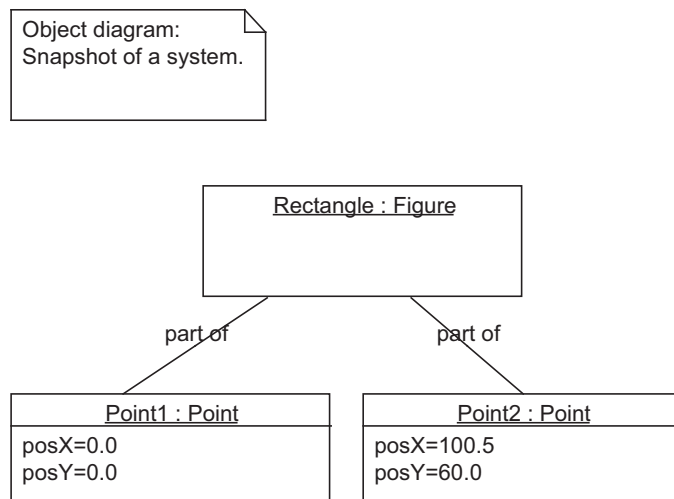 Object diagram:
Snapshot of a system.
Rectangle : Figure
part of
part of
Point1 : Point
posX=0.0
posY=0.0
Point2 : Point
posX=100.5
posY=60.0